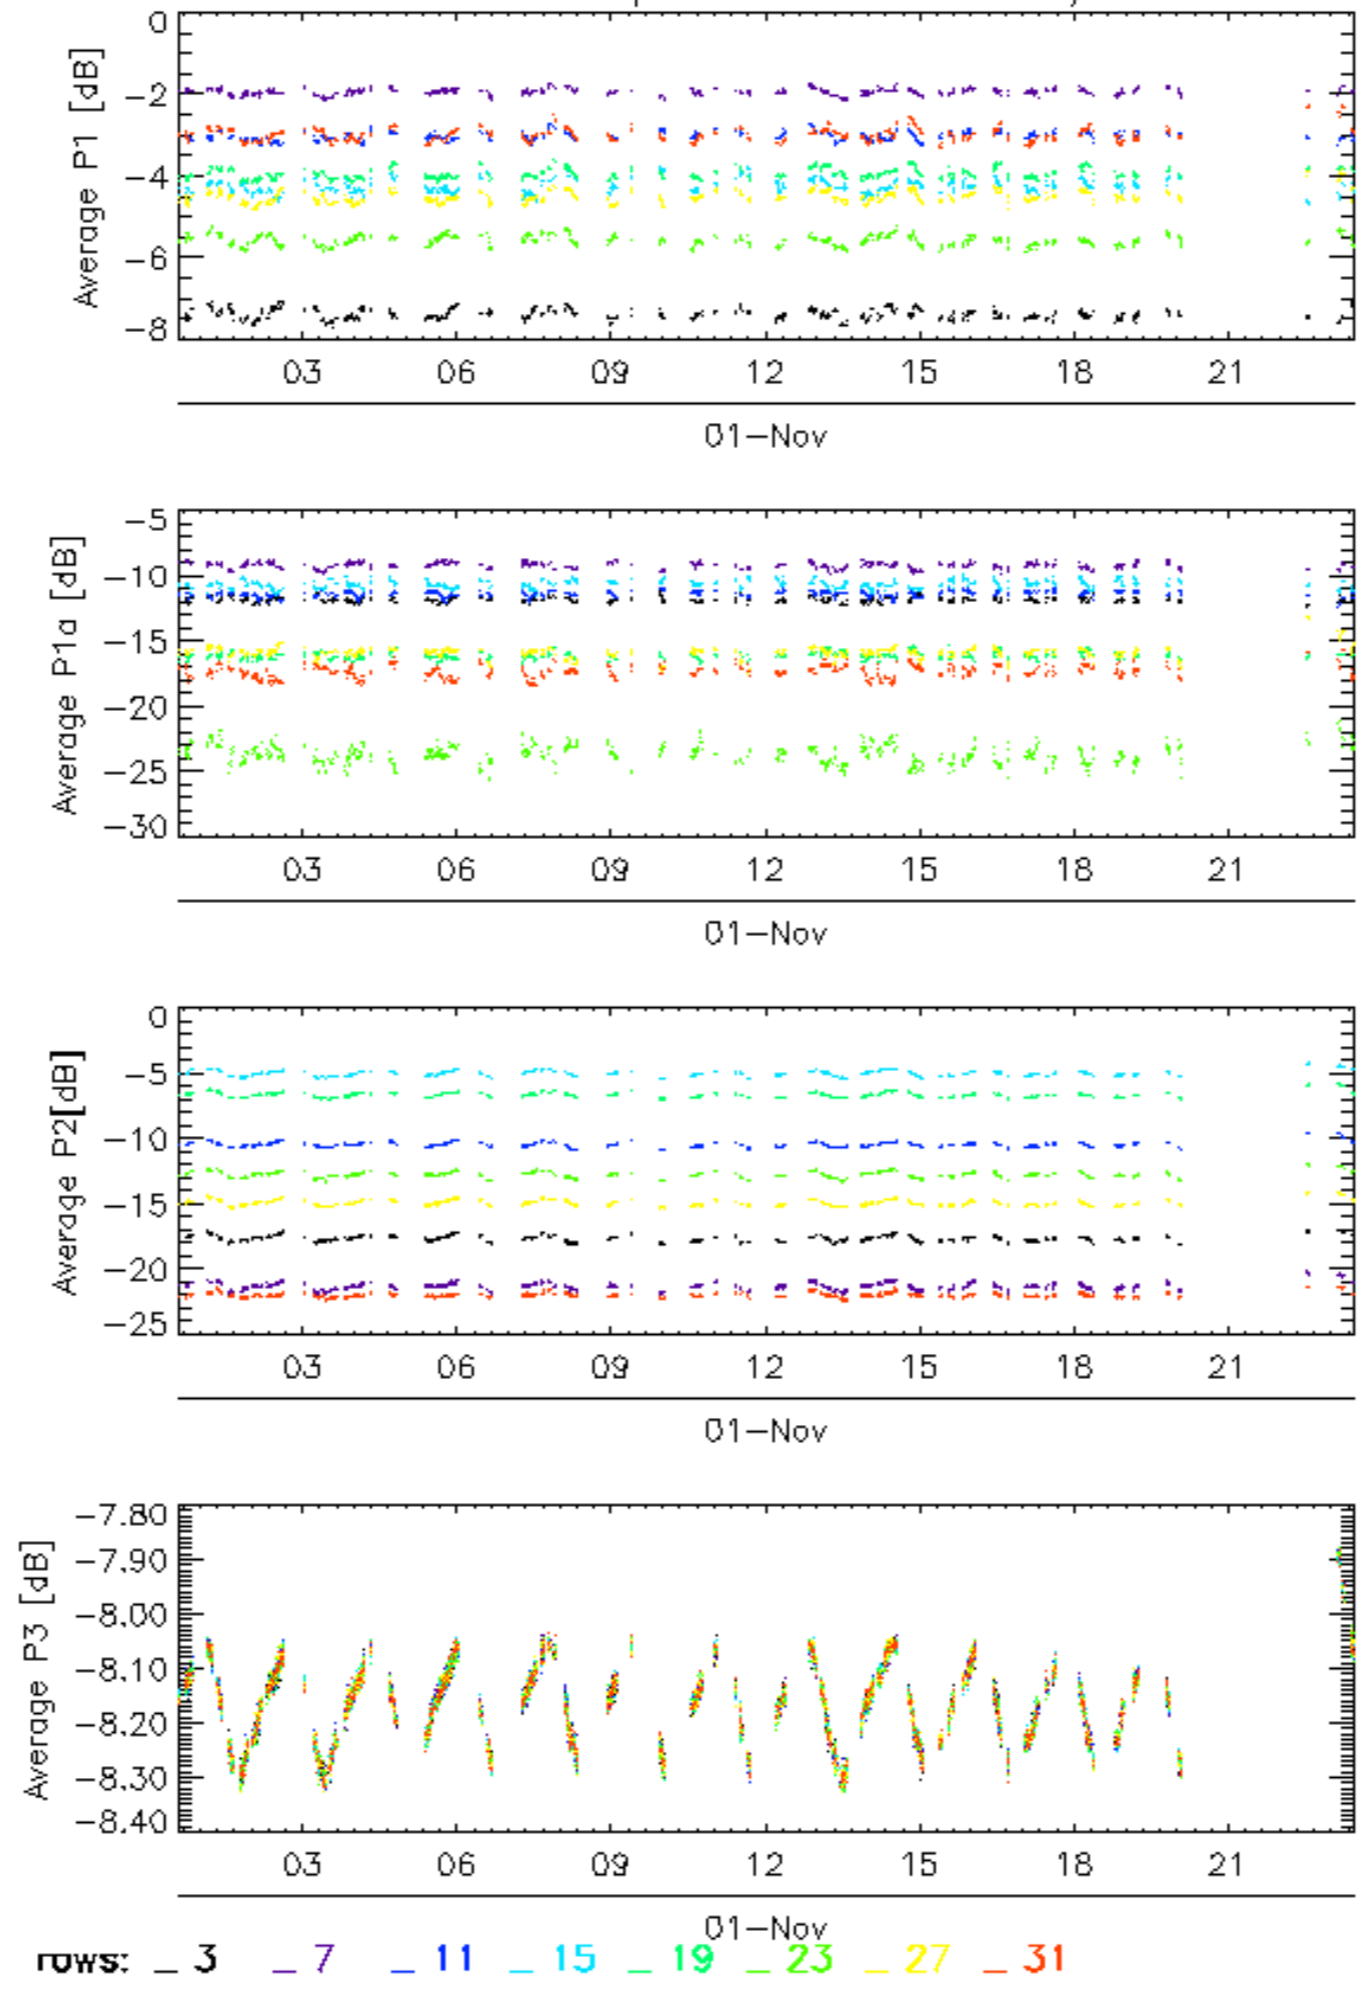 0
−2
−4
−6
−8
Average P1 [dB]
03 06 09 12 15 18 21
01−Nov
−5
−10
−15
−20
−25
−30
Average P1a [dB]
03 06 09 12 15 18 21
01−Nov
0
−5
−10
−15
−20
−25
Average P2[dB]
03 06 09 12 15 18 21
01−Nov
−7.80
−7.90
−8.00
−8.10
−8.20
−8.30
−8.40
Average P3 [dB]
03 06 09 12 15 18 21
01−Nov
rows: _ 3 _ 7 _ 11 _ 15 _ 19 _ 23 _ 27 _ 31